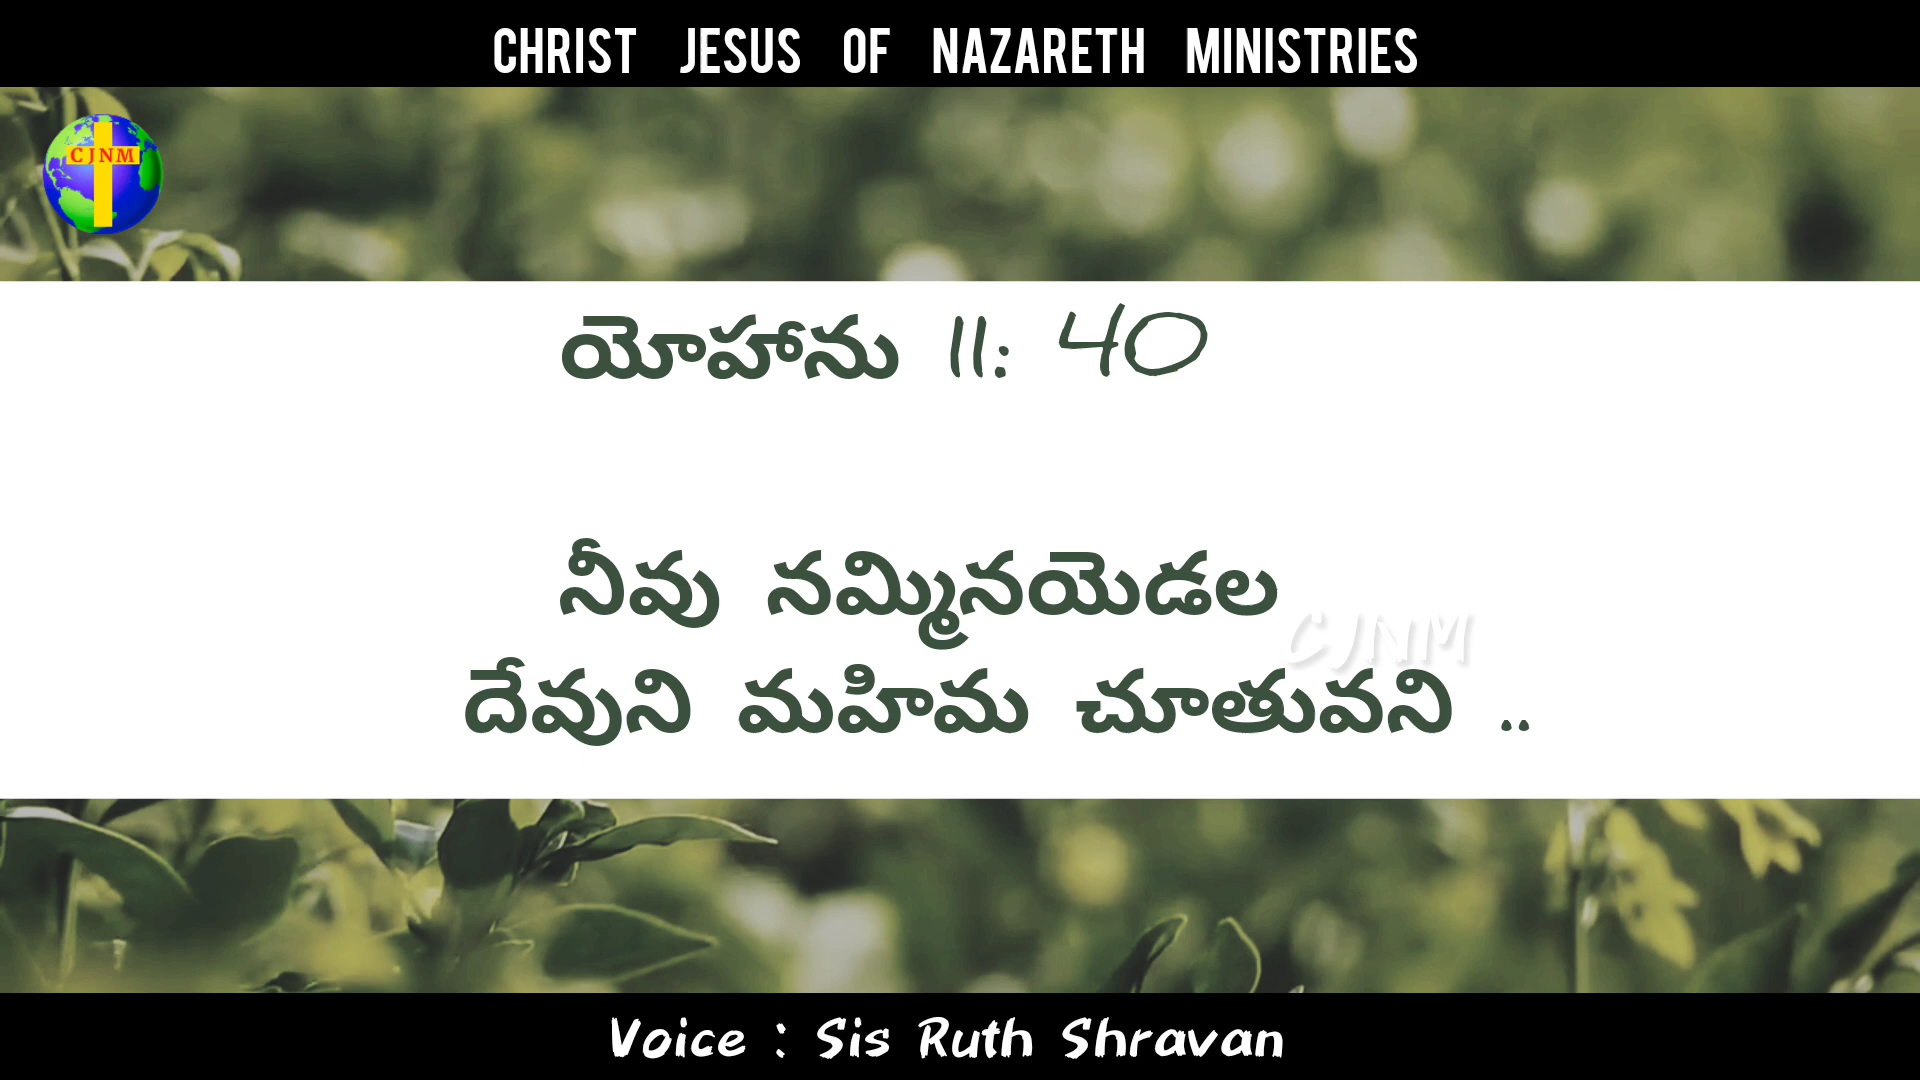 CHRIST JESUS OF NAZARETH MINISTRIES
CJNM
యోహాను 11: 40
నీవు నమ్మినయెడల
CJNM
దేవుని మహిమ చూతువని ..
Voice : Sis Ruth Shravan